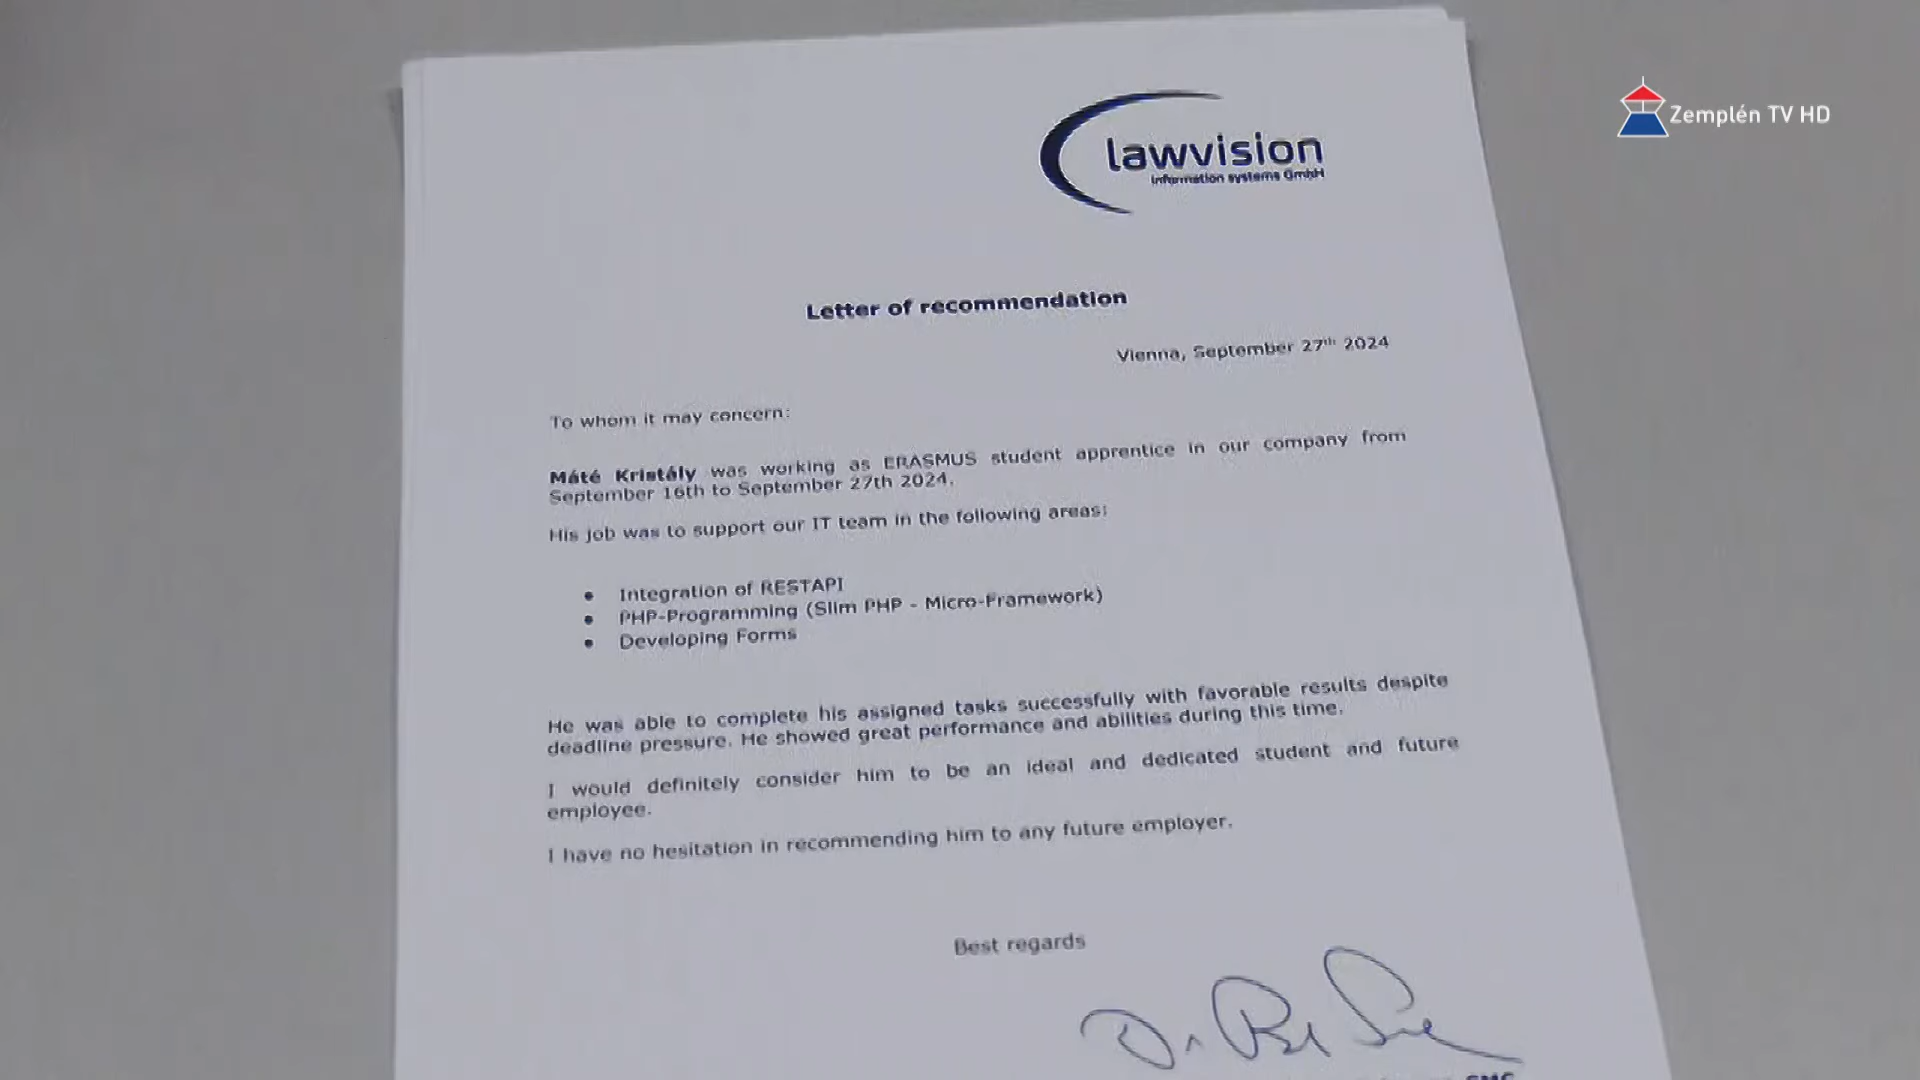 Zemplén TV HD
lawvision
information systems GmbH
Letter of recommendation
Vienna, September 27th 2024
To whom it may concern:
Máté Kristály was working as ERASMUS student apprentice in our company from
September 16th to September 27th 2024.
His job was to support our IT team in the following areas:
• Integration of RESTAPI
• PHP-Programming (Slim PHP - Micro-Framework)
• Developing Forms
He was able to complete his assigned tasks successfully with favorable results despite
deadline pressure. He showed great performance and abilities during this time.
I would definitely consider him to be an ideal and dedicated student and future
employee.
I have no hesitation in recommending him to any future employer.
Best regards